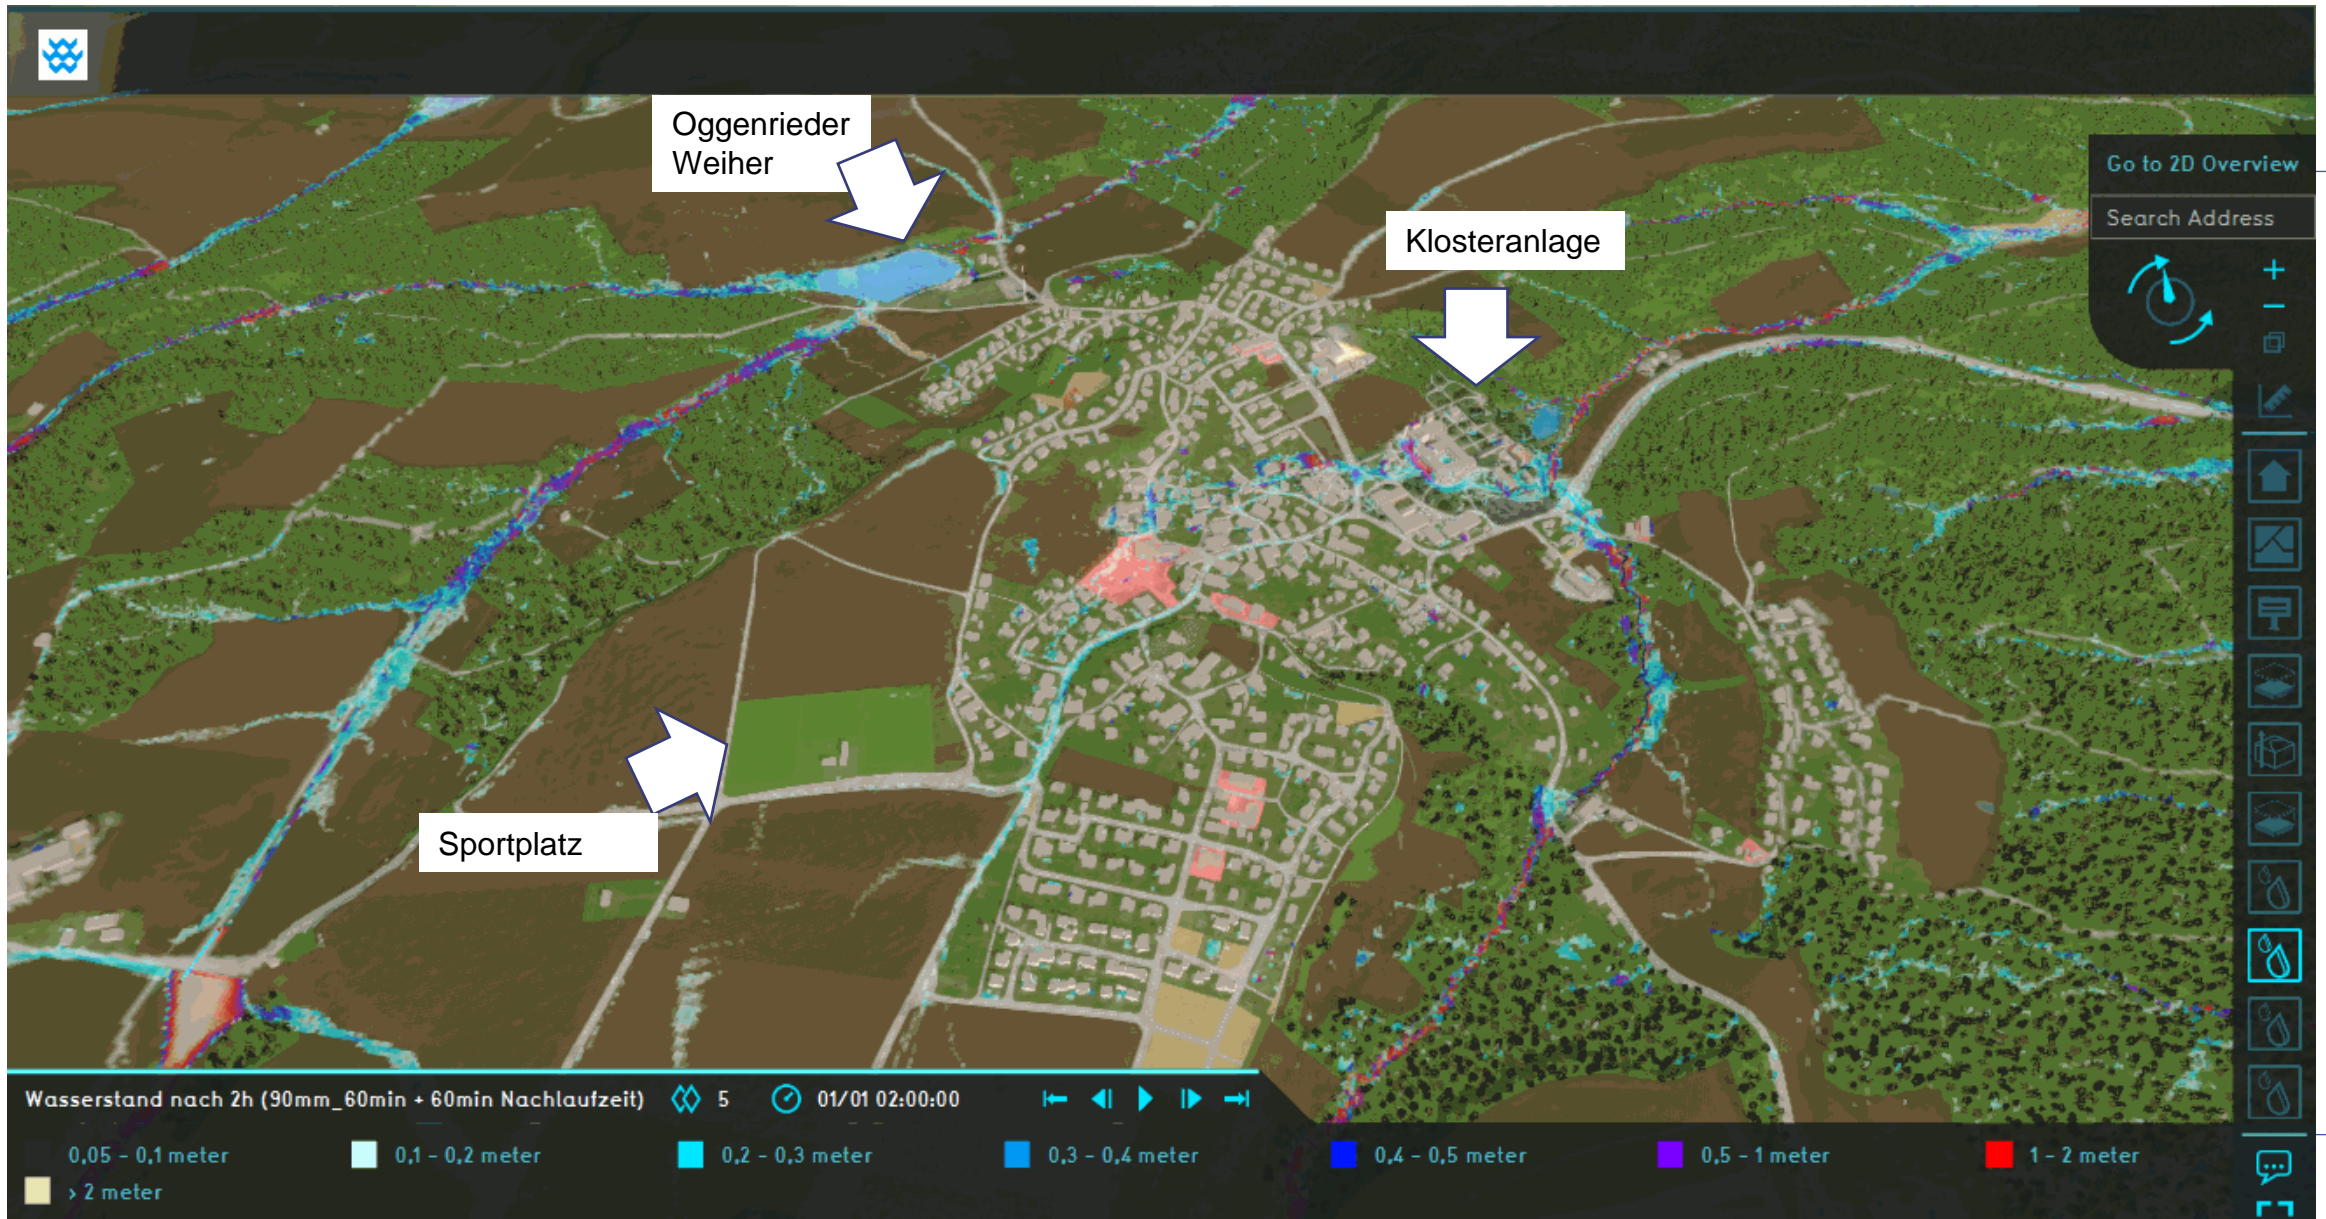 Oggenrieder
Weiher
Klosteranlage
Go to 2D Overview
Search Address
Sportplatz
Wasserstand nach 2h (90mm_60min + 60min Nachlaufzeit) 5 01/01 02:00:00
0,05 - 0,1 meter 0,1 - 0,2 meter 0,2 - 0,3 meter 0,3 - 0,4 meter 0,4 - 0,5 meter 0,5 - 1 meter 1 - 2 meter
> 2 meter